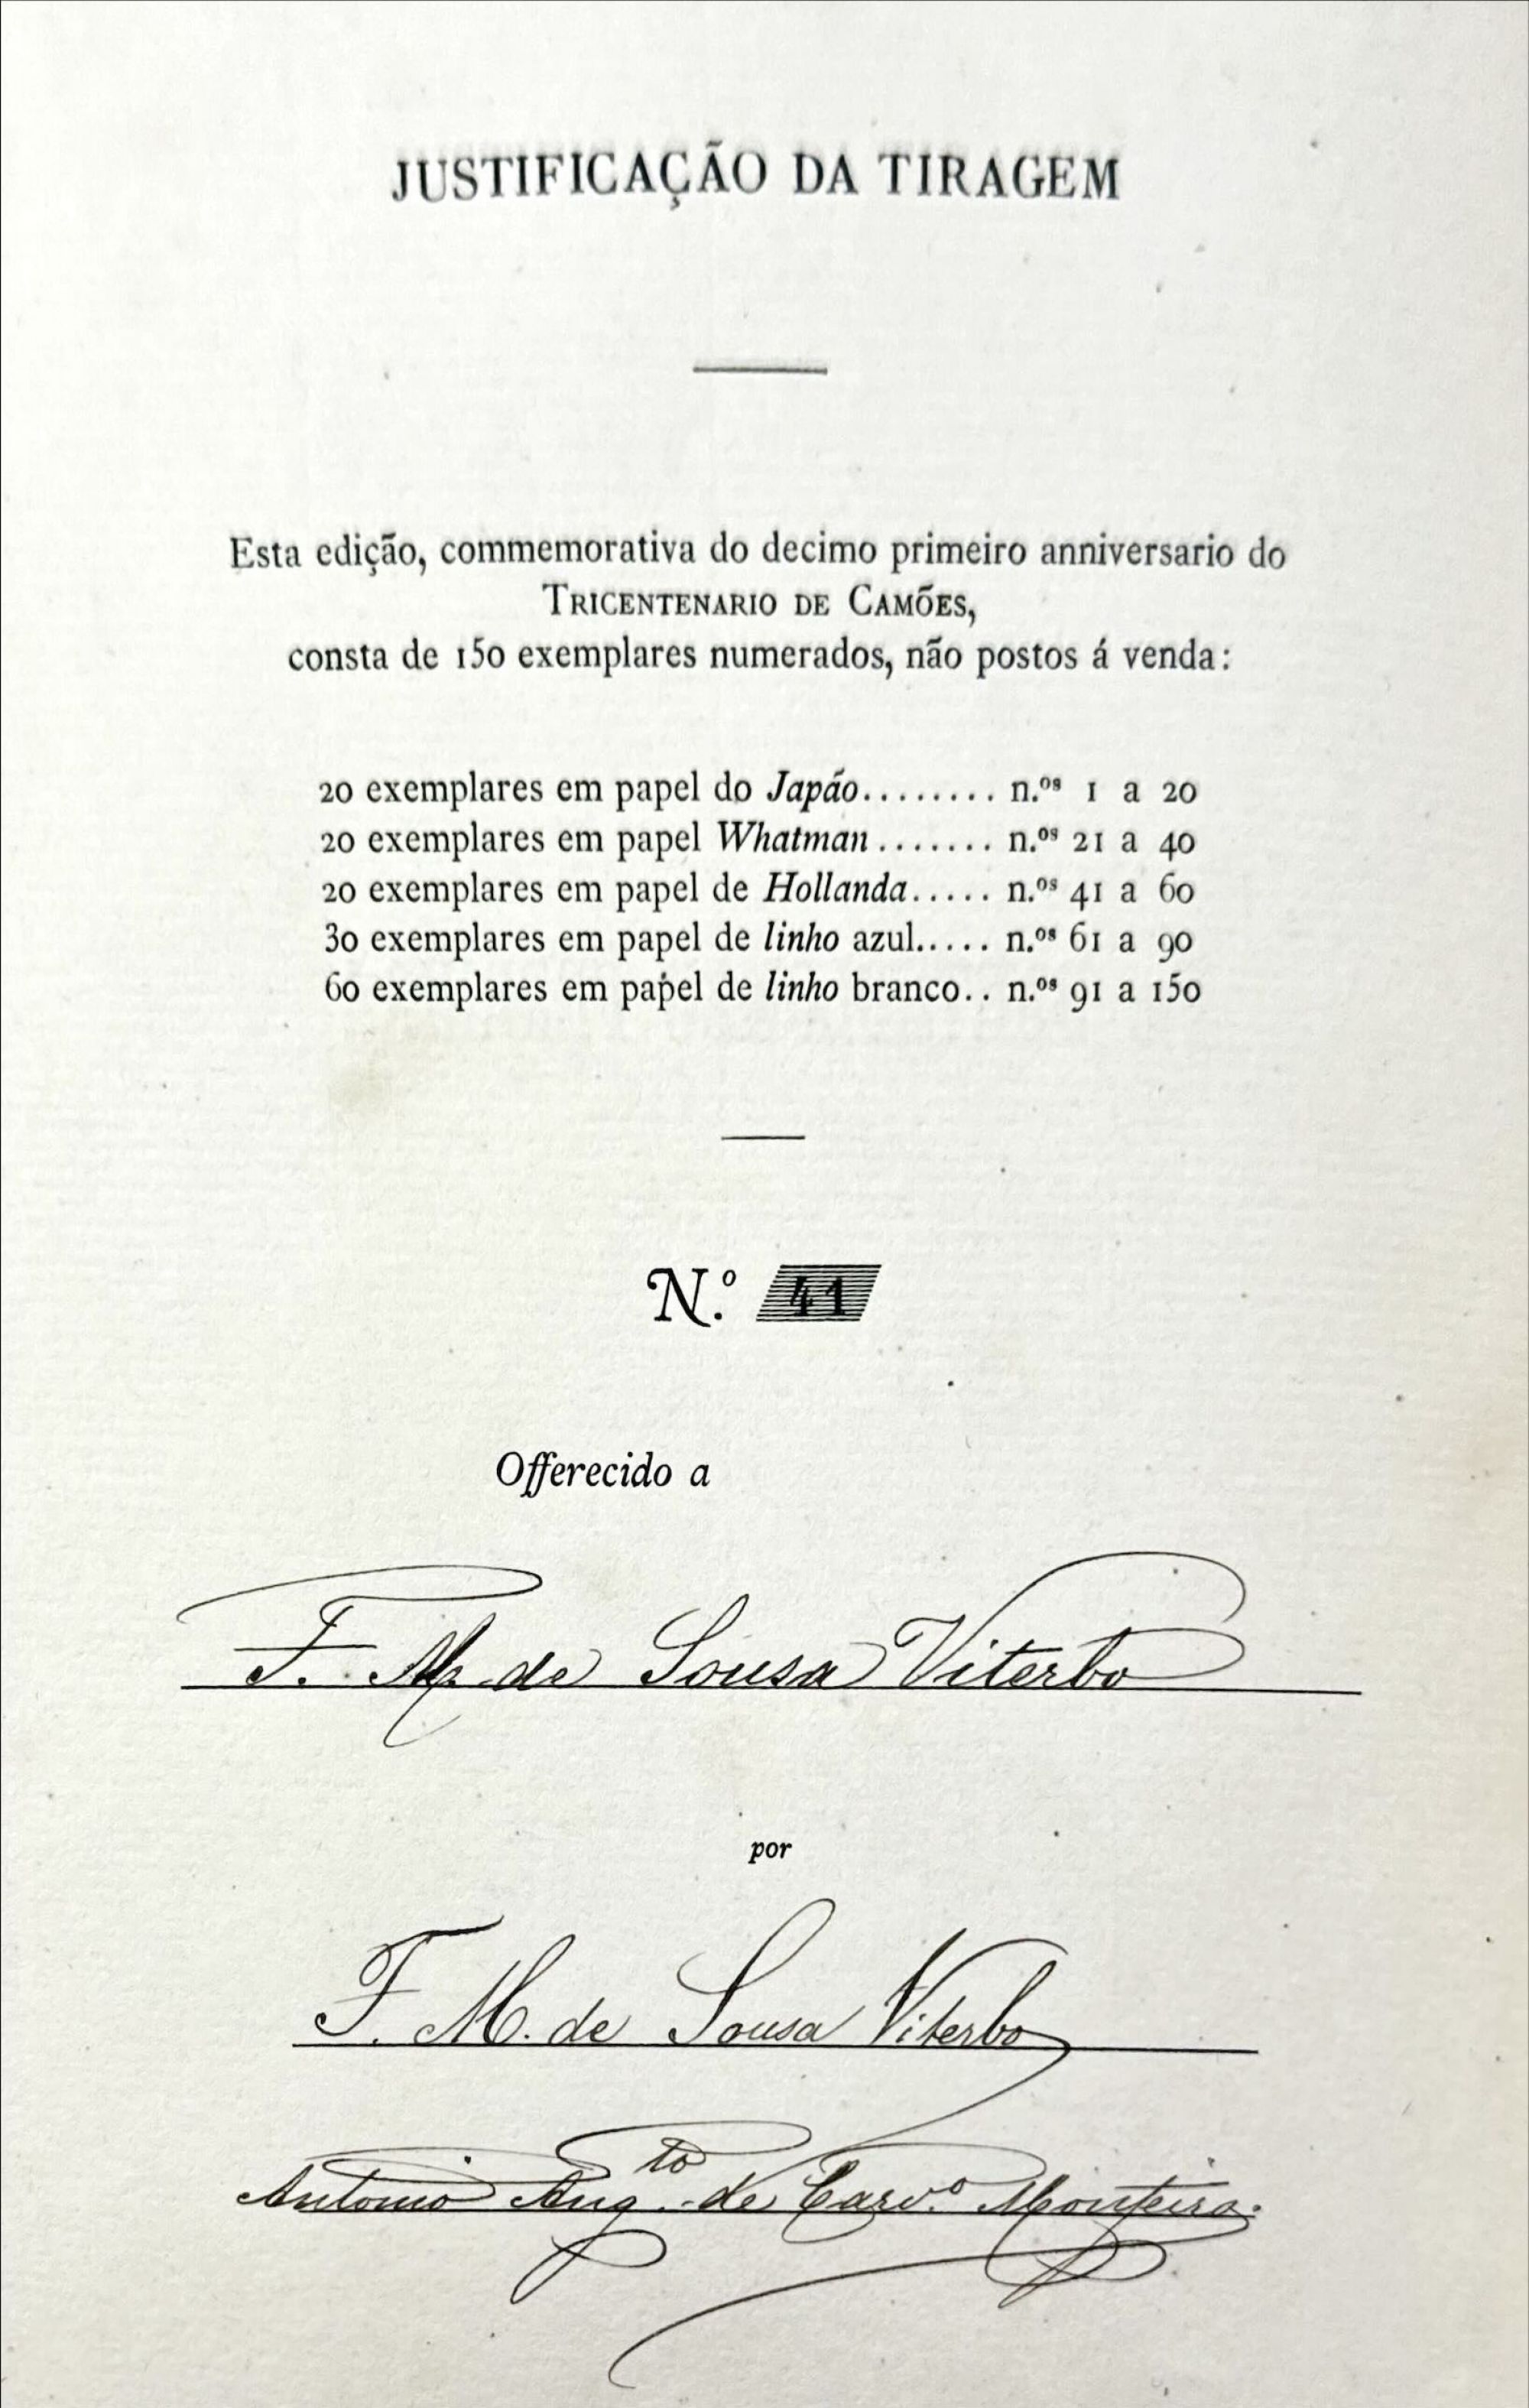 JUSTIFICAÇÃO DA TIRAGEM
Esta edição, commemorativa do decimo primeiro anniversario do
TRICENTENARIO DE CAMÕES,
consta de 150 exemplares numerados, não postos á venda:
20 exemplares em papel do Japão........ n.ºˢ 1 a 20
20 exemplares em papel Whatman....... n.ºˢ 21 a 40
20 exemplares em papel de Hollanda..... n.ºˢ 41 a 60
30 exemplares em papel de linho azul..... n.ºˢ 61 a 90
60 exemplares em papel de linho branco.. n.ºˢ 91 a 150
N.º 41
Offerecido a
F. M. de Sousa Viterbo
por
F. M. de Sousa Viterbo
Antonio Aug.to de Carv.º Monteiro.